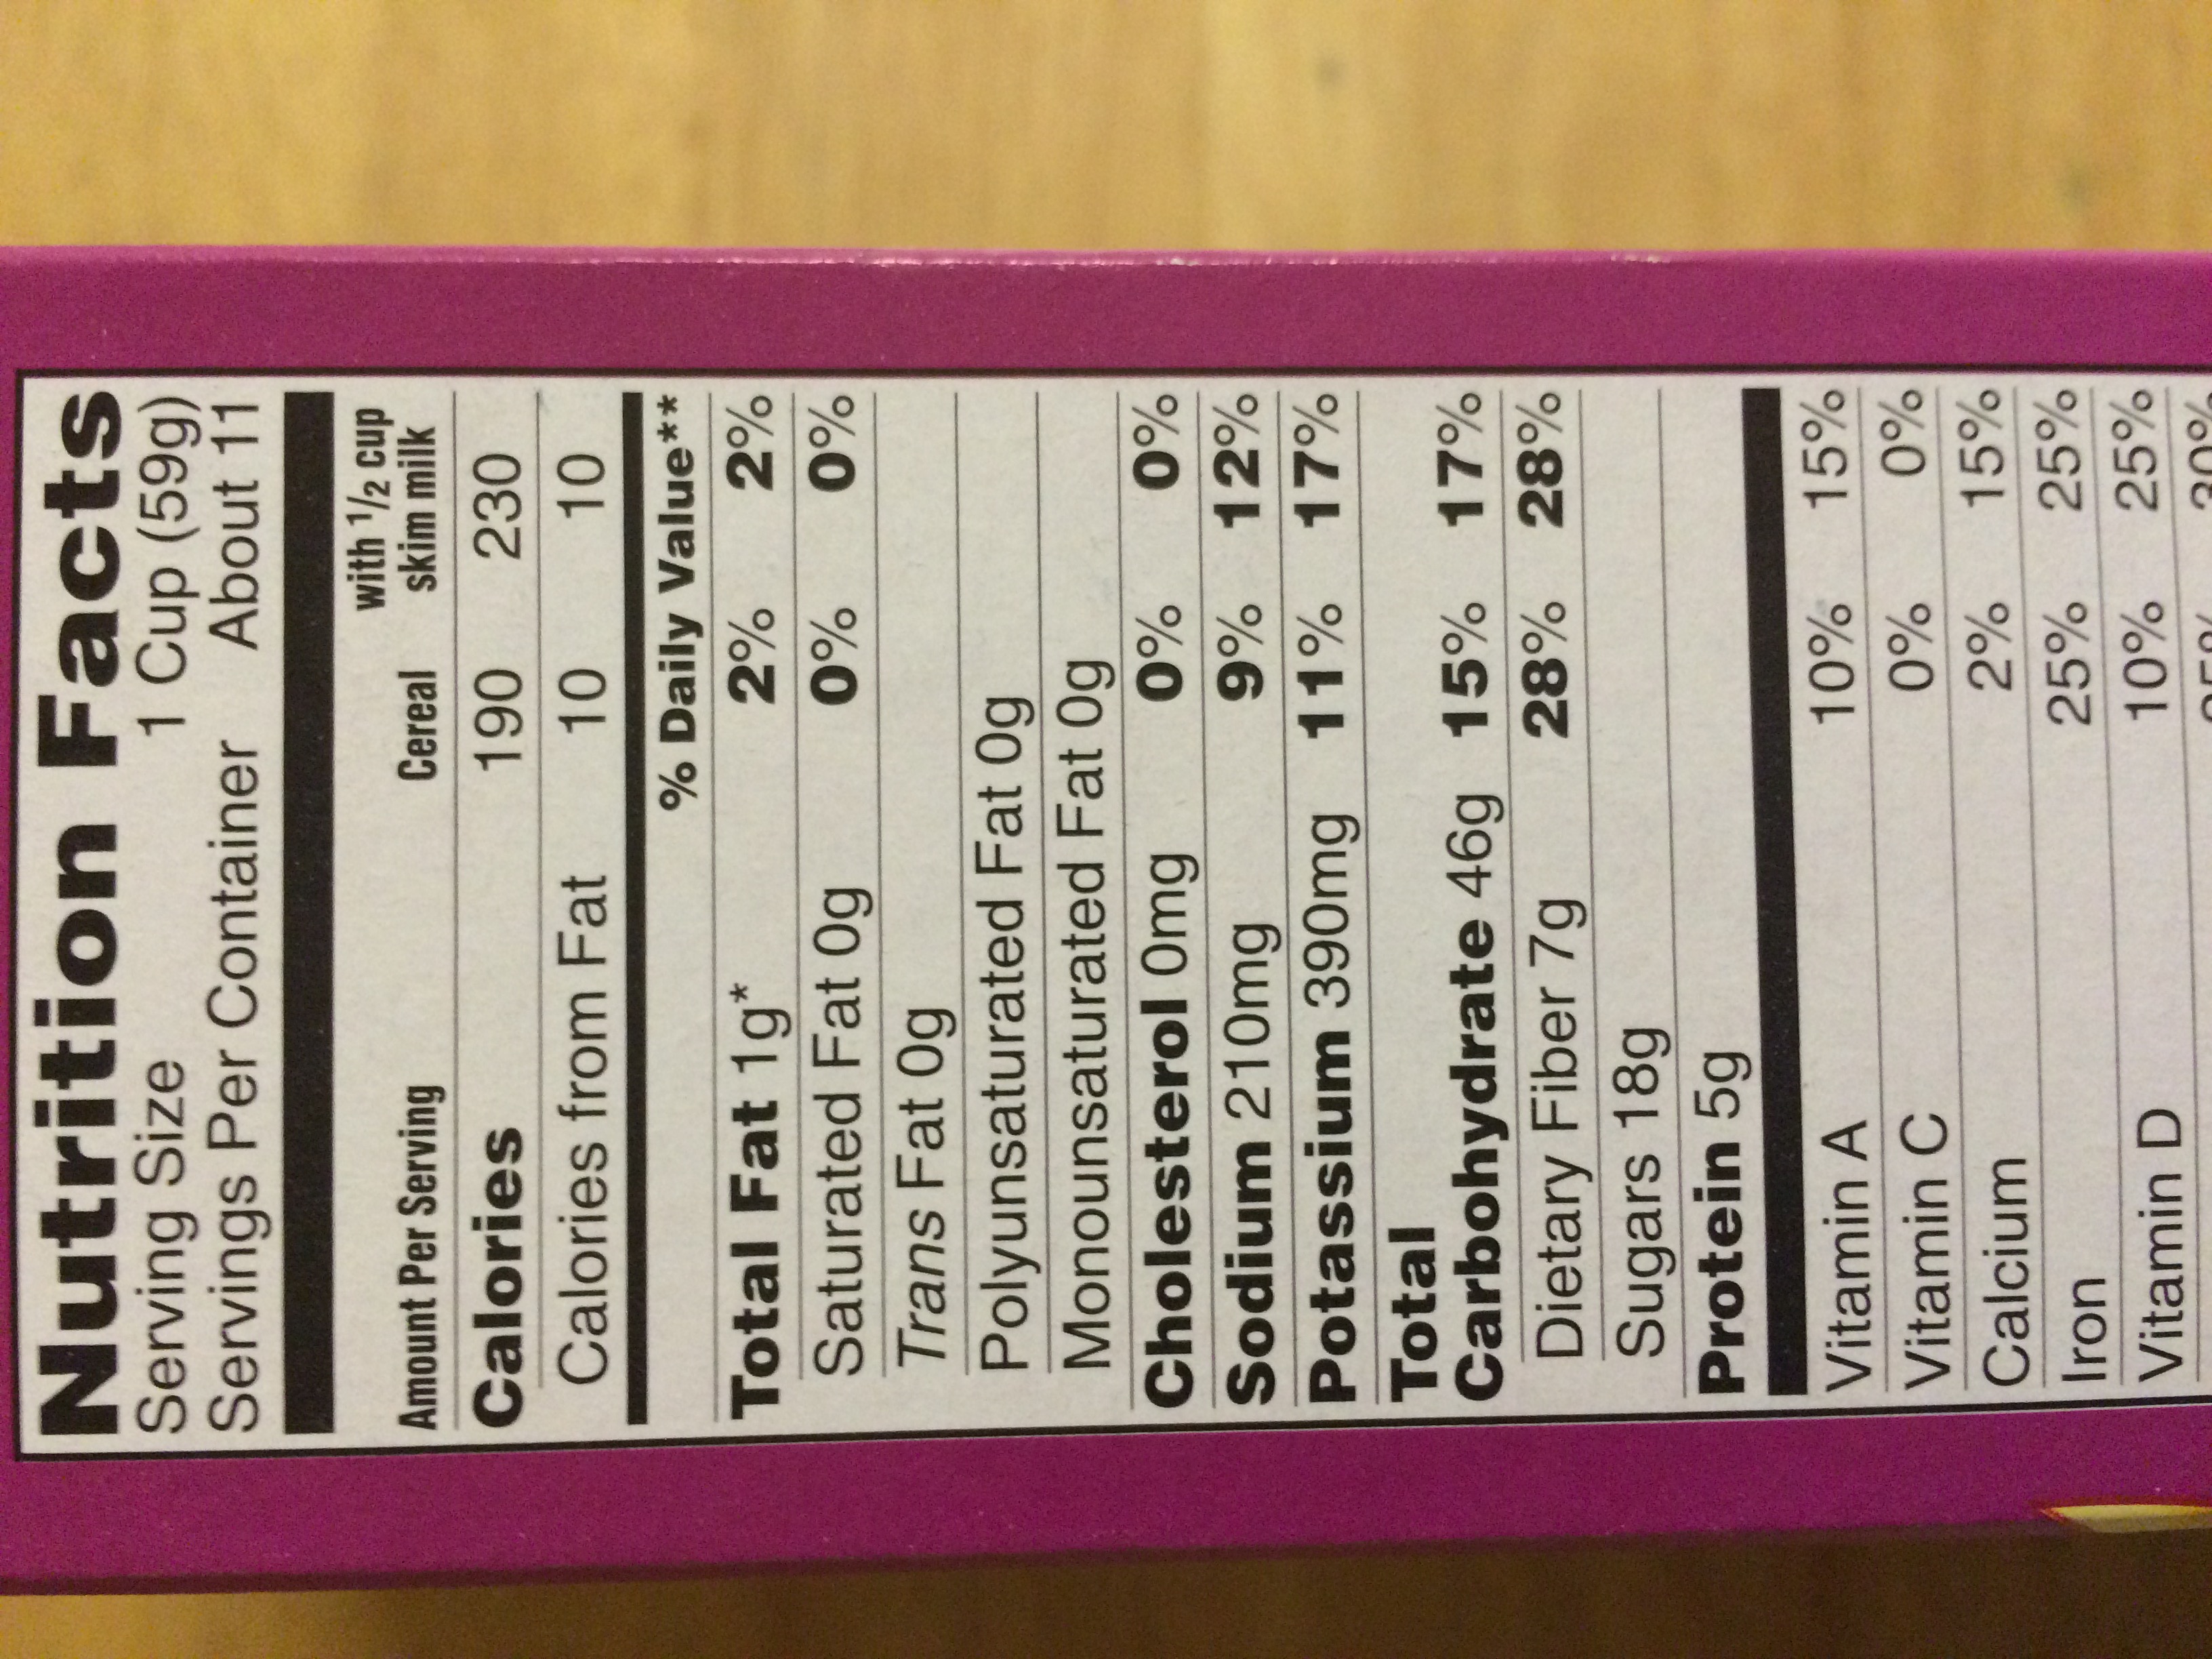 Nutrition Facts
Serving Size 1 Cup (59g)
Servings Per Container About 11
Amount Per Serving Cereal with 1/2 cup skim milk
Calories 190 230
Calories from Fat 10 10
% Daily Value**
Total Fat 1g* 2% 2%
Saturated Fat 0g 0% 0%
Trans Fat 0g
Polyunsaturated Fat 0g
Monounsaturated Fat 0g
Cholesterol 0mg 0% 0%
Sodium 210mg 9% 12%
Potassium 390mg 11% 17%
Total
Carbohydrate 46g 15% 17%
Dietary Fiber 7g 28% 28%
Sugars 18g
Protein 5g
Vitamin A 10% 15%
Vitamin C 0% 0%
Calcium 2% 15%
Iron 25% 25%
Vitamin D 10% 25%